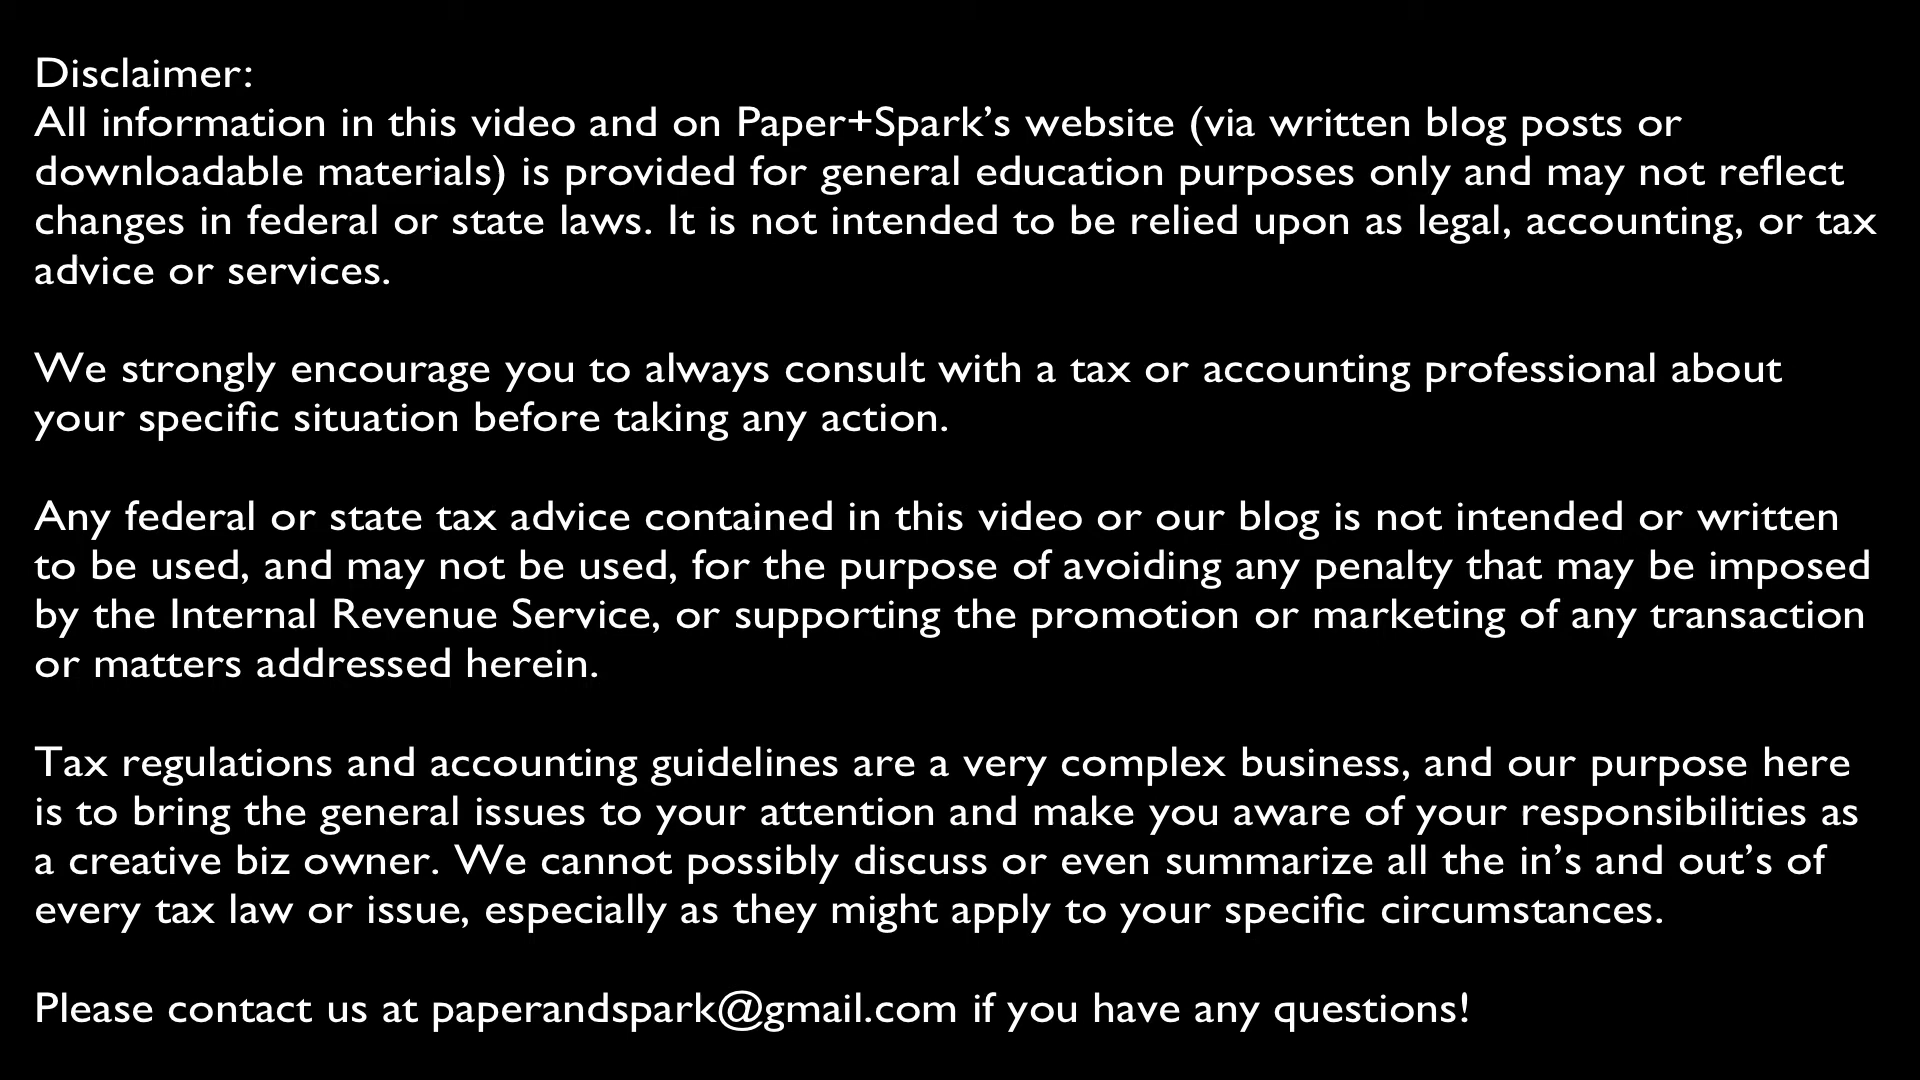 Disclaimer:
All information in this video and on Paper+Spark’s website (via written blog posts or
downloadable materials) is provided for general education purposes only and may not reflect
changes in federal or state laws. It is not intended to be relied upon as legal, accounting, or tax
advice or services.
We strongly encourage you to always consult with a tax or accounting professional about
your specific situation before taking any action.
Any federal or state tax advice contained in this video or our blog is not intended or written
to be used, and may not be used, for the purpose of avoiding any penalty that may be imposed
by the Internal Revenue Service, or supporting the promotion or marketing of any transaction
or matters addressed herein.
Tax regulations and accounting guidelines are a very complex business, and our purpose here
is to bring the general issues to your attention and make you aware of your responsibilities as
a creative biz owner. We cannot possibly discuss or even summarize all the in’s and out’s of
every tax law or issue, especially as they might apply to your specific circumstances.
Please contact us at paperandspark@gmail.com if you have any questions!